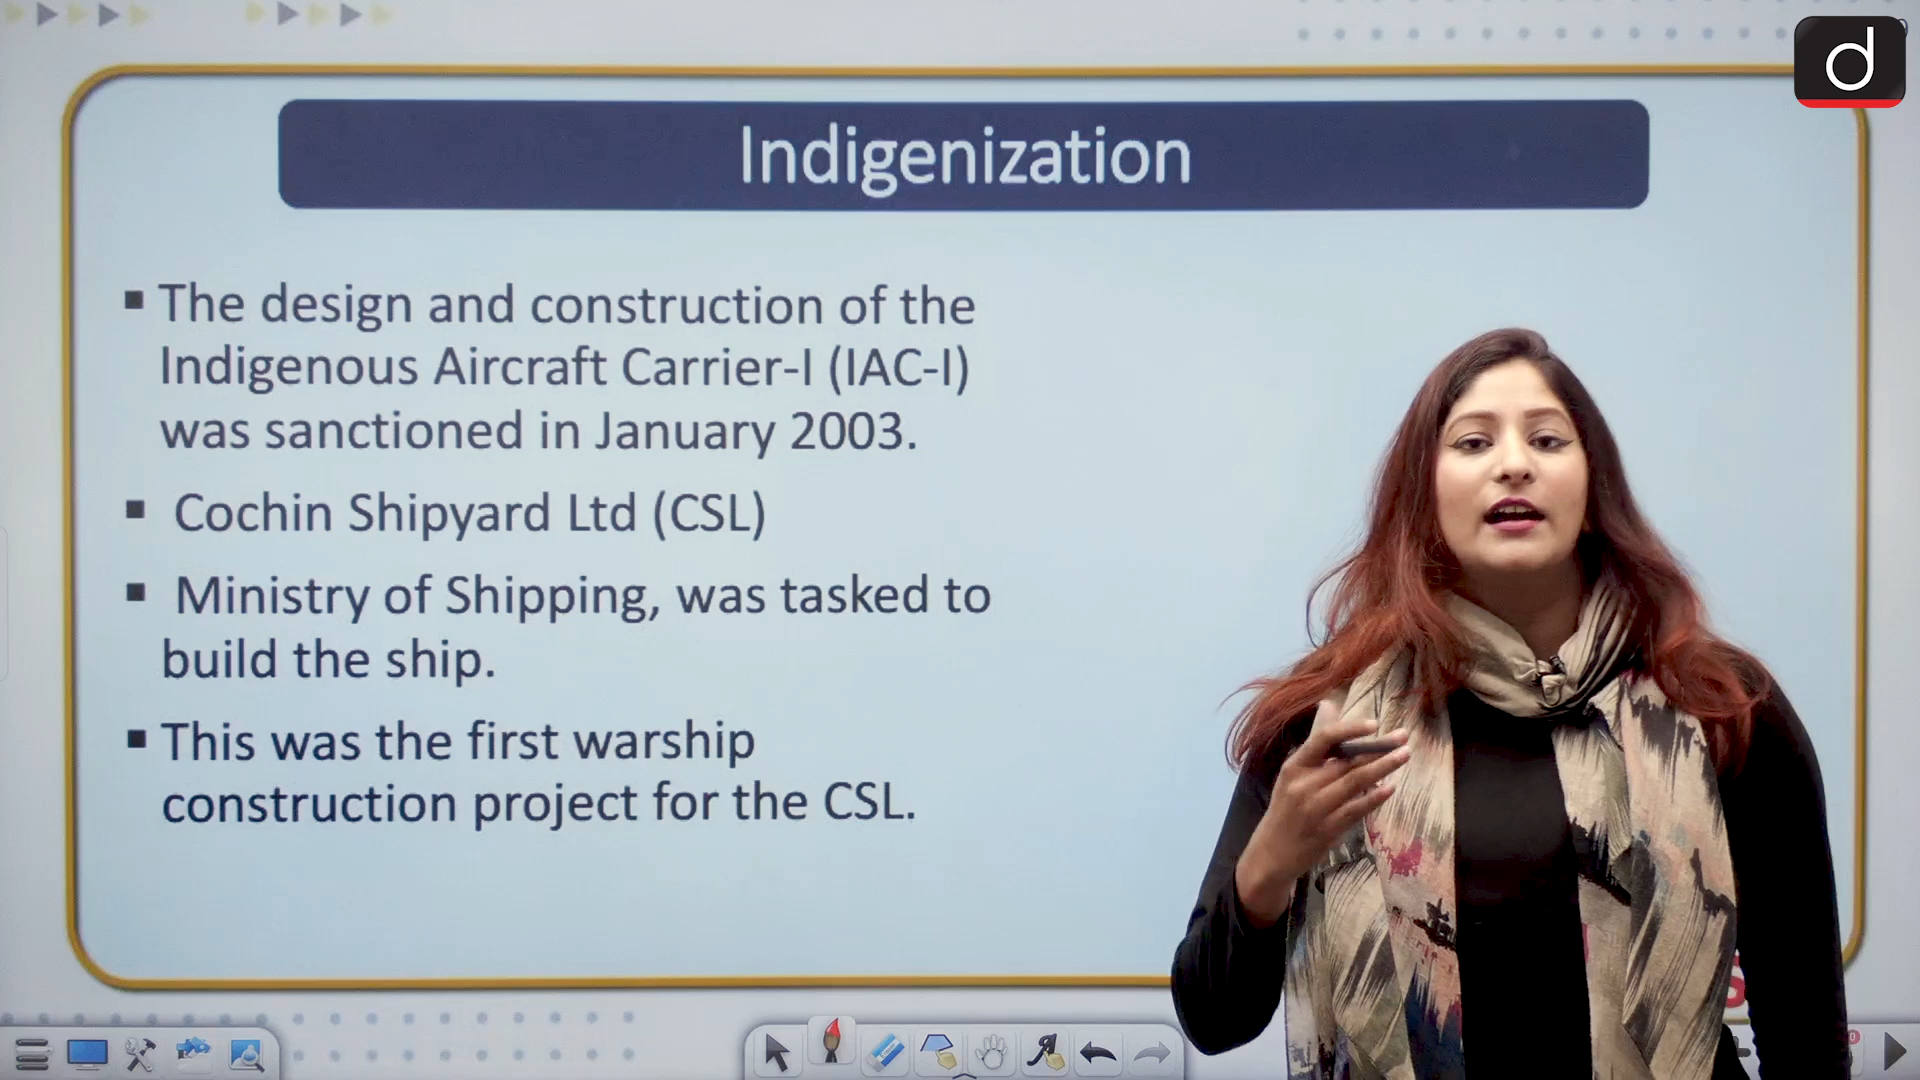 d
Indigenization
▪ The design and construction of the
Indigenous Aircraft Carrier-I (IAC-I)
was sanctioned in January 2003.
▪ Cochin Shipyard Ltd (CSL)
▪ Ministry of Shipping, was tasked to
build the ship.
▪ This was the first warship
construction project for the CSL.